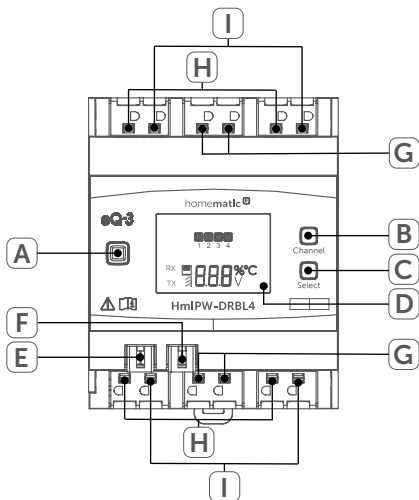 I
H
G
homematic IP
eQ-3
1 2 3 4
A
B
Channel
RX
TX
888%°C
V
C
Select
D
HmIPW-DRBL4
F
E
G
H
I